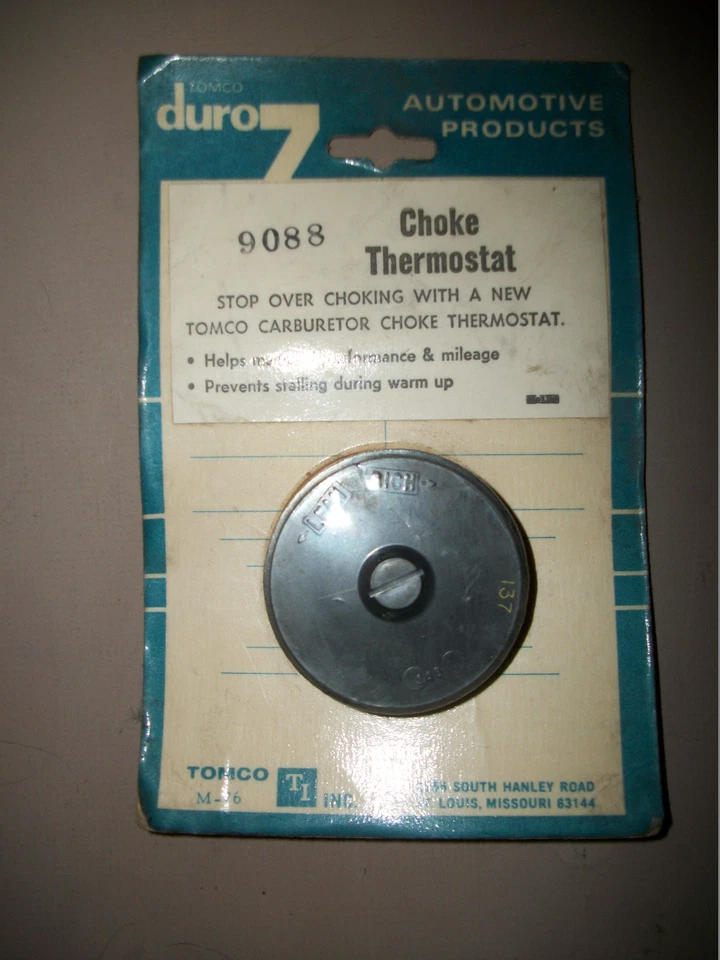 TOMCO
duro 7
AUTOMOTIVE
PRODUCTS
9088
Choke
Thermostat
STOP OVER CHOKING WITH A NEW
TOMCO CARBURETOR CHOKE THERMOSTAT.
• Helps & mileage
• Prevents stalling during warm up
RICH
137
TOMCO
M-
TI
INC.
SOUTH HANLEY ROAD
LOUIS, MISSOURI 63144